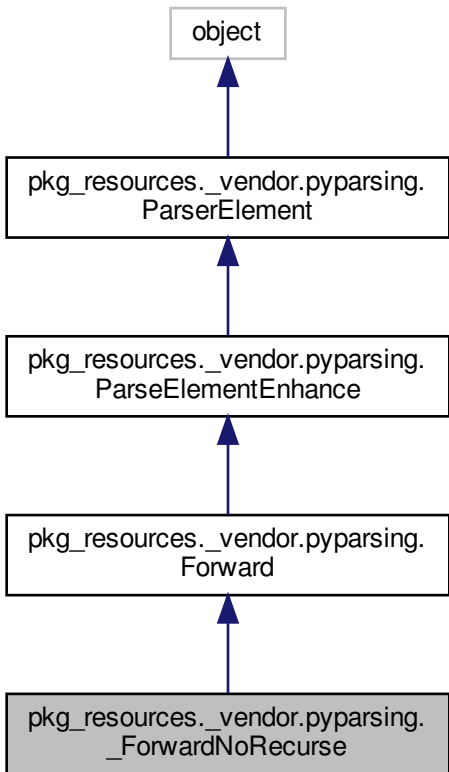 object
pkg_resources._vendor.pyparsing.
ParserElement
pkg_resources._vendor.pyparsing.
ParseElementEnhance
pkg_resources._vendor.pyparsing.
Forward
pkg_resources._vendor.pyparsing.
_ForwardNoRecurse